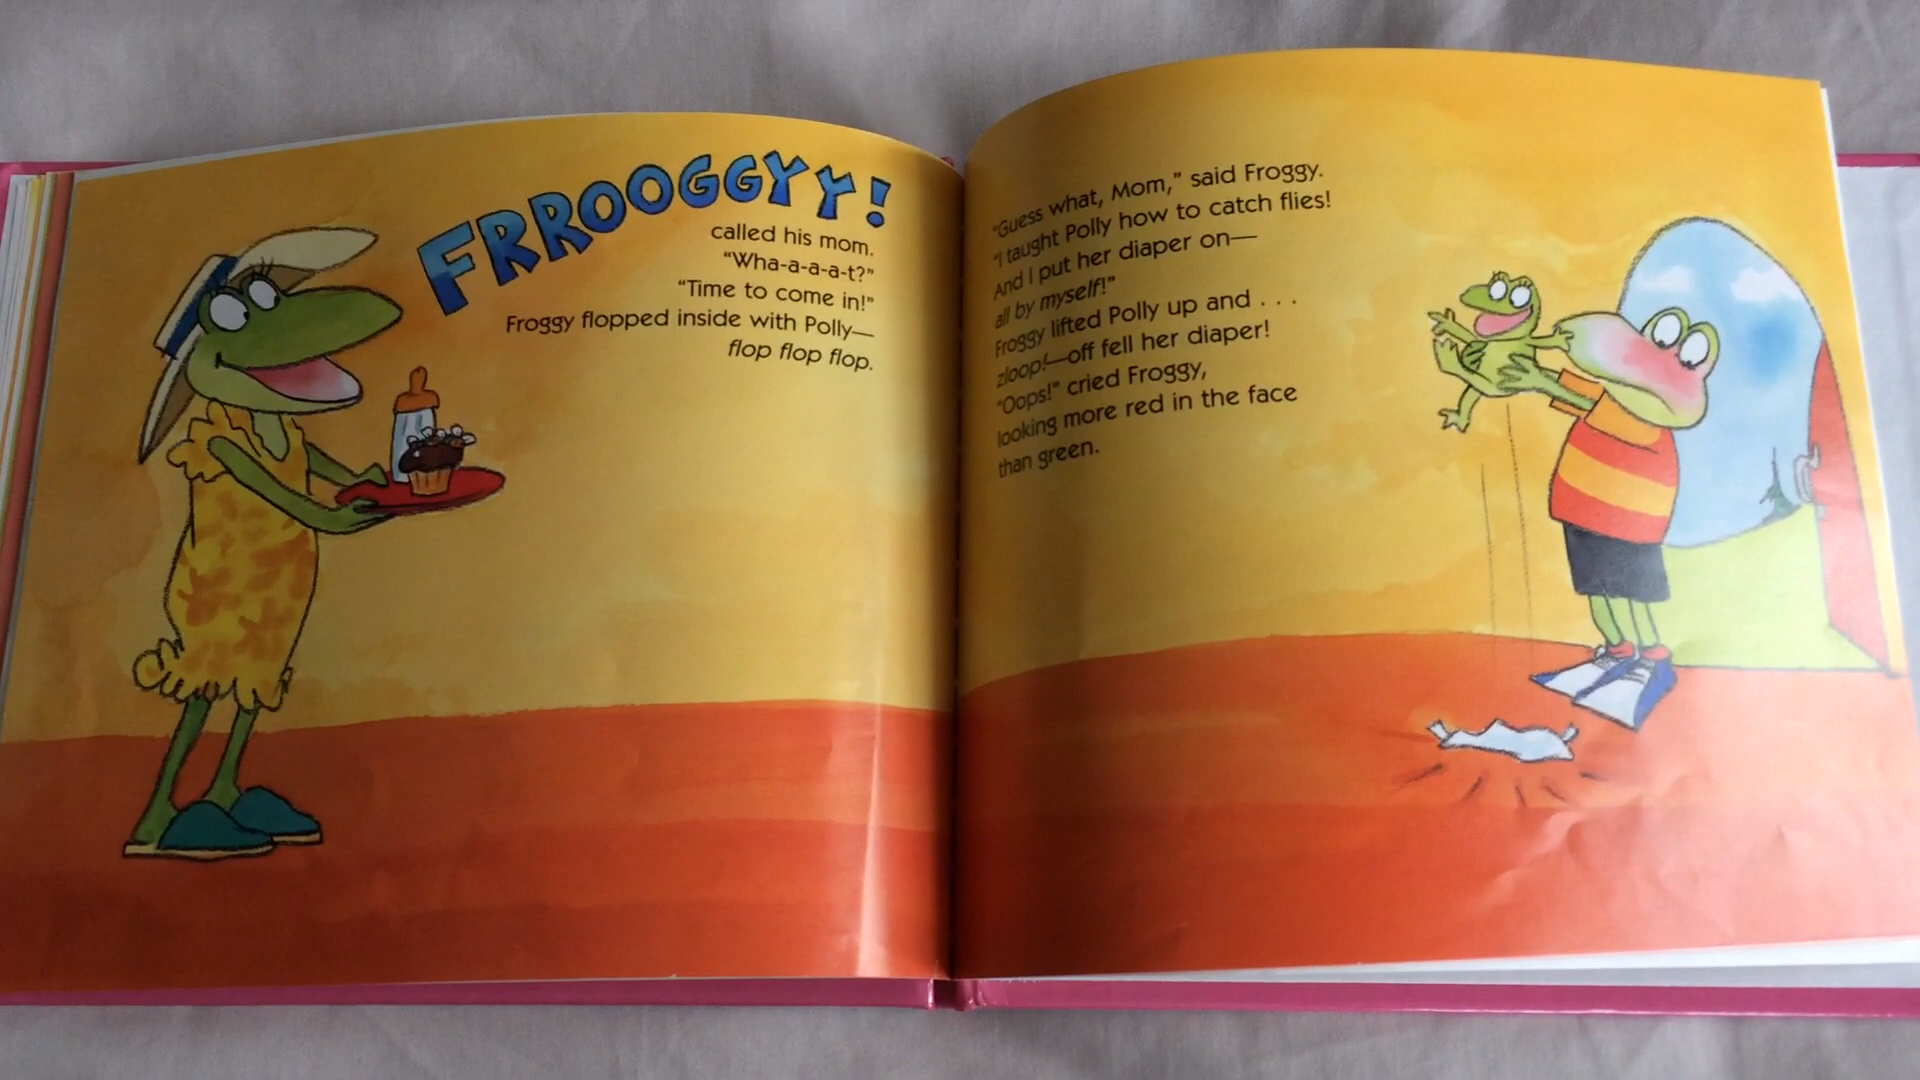 FRROOGGYY!
called his mom.
“Wha-a-a-a-t?”
“Time to come in!”
Froggy flopped inside with Polly—
flop flop flop.
“Guess what, Mom,” said Froggy.
“I taught Polly how to catch flies!
And I put her diaper on—
all by myself!”
Froggy lifted Polly up and . . .
zloop!—off fell her diaper!
“Oops!” cried Froggy,
looking more red in the face
than green.